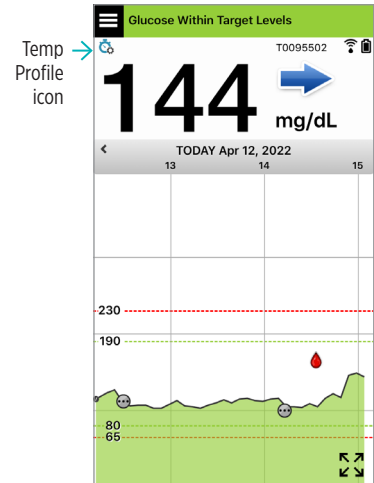 Glucose Within Target Levels
Temp
Profile
icon
T0095502
144
mg/dL
TODAY Apr 12, 2022
13 14 15
230
190
80
65